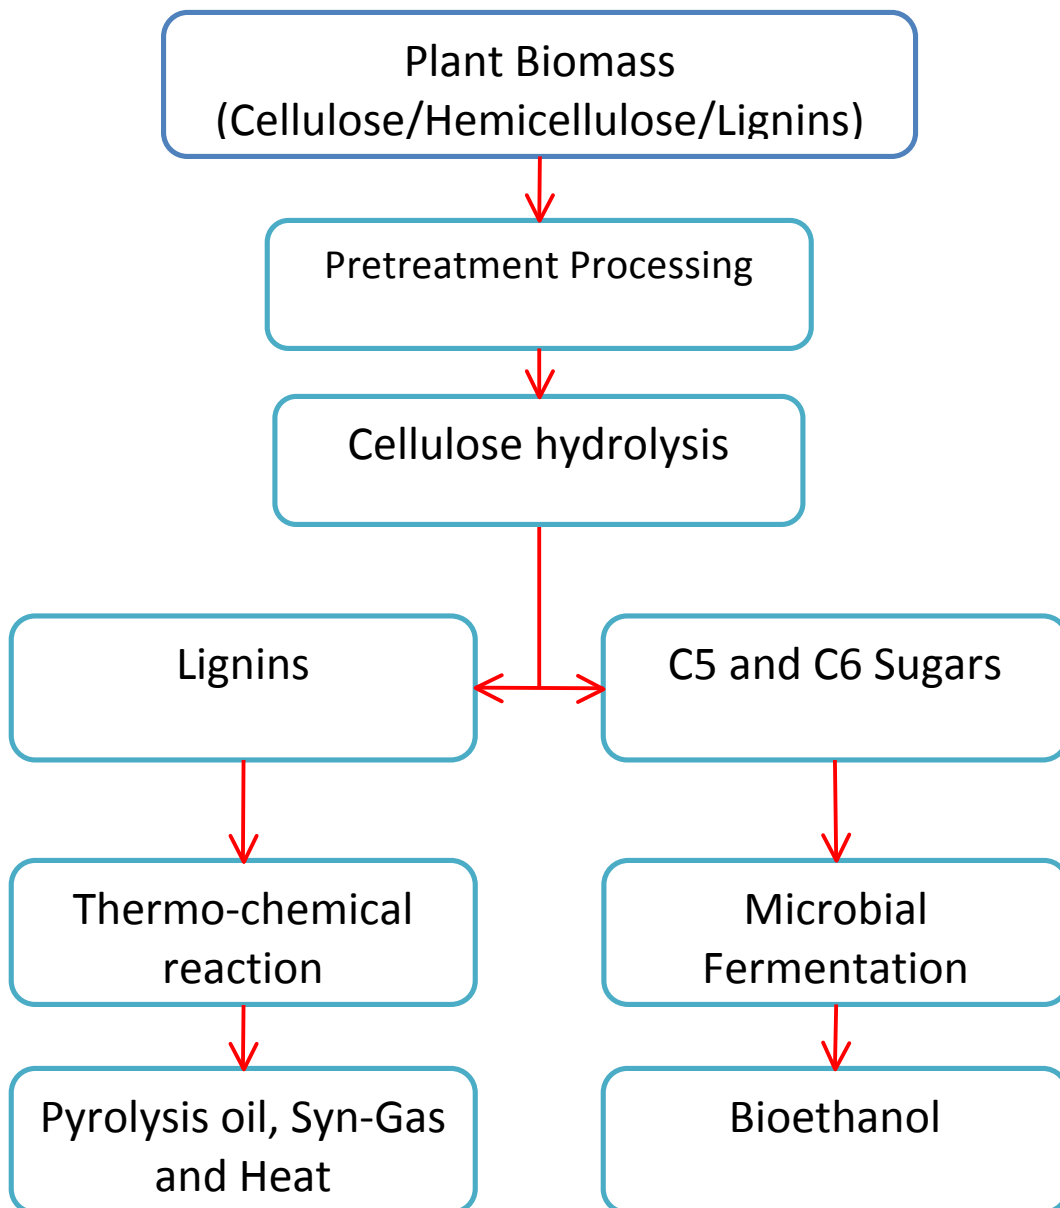 Plant Biomass
(Cellulose/Hemicellulose/Lignins)
Pretreatment Processing
Cellulose hydrolysis
Lignins
C5 and C6 Sugars
Thermo-chemical
reaction
Microbial
Fermentation
Pyrolysis oil, Syn-Gas
and Heat
Bioethanol